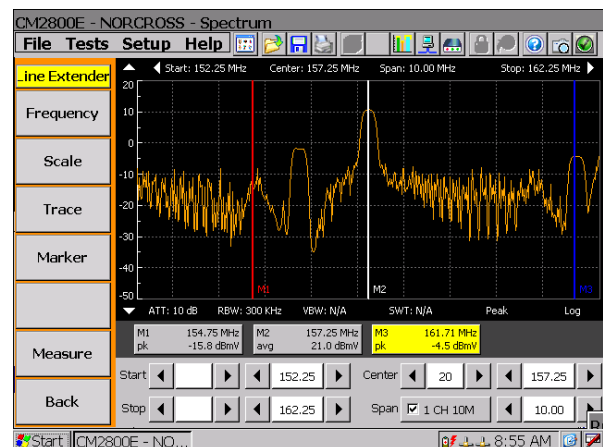 CM2800E - NORCROSS - Spectrum
File Tests Setup Help
Line Extender
Start: 152.25 MHz Center: 157.25 MHz Span: 10.00 MHz Stop: 162.25 MHz
Frequency
Scale
Trace
Marker
Measure
Back
20
10
0
-10
-20
-30
-40
-50
M1 M2 M3
ATT: 10 dB RBW: 300 KHz VBW: N/A SWT: N/A Peak Log
M1 154.75 MHz M2 157.25 MHz M3 161.71 MHz
pk -15.8 dBmV avg 21.0 dBmV pk -4.5 dBmV
Start 152.25 Center 20 157.25
Stop 162.25 Span 1 CH 10M 10.00
Start CM2800E - NO... 8:55 AM